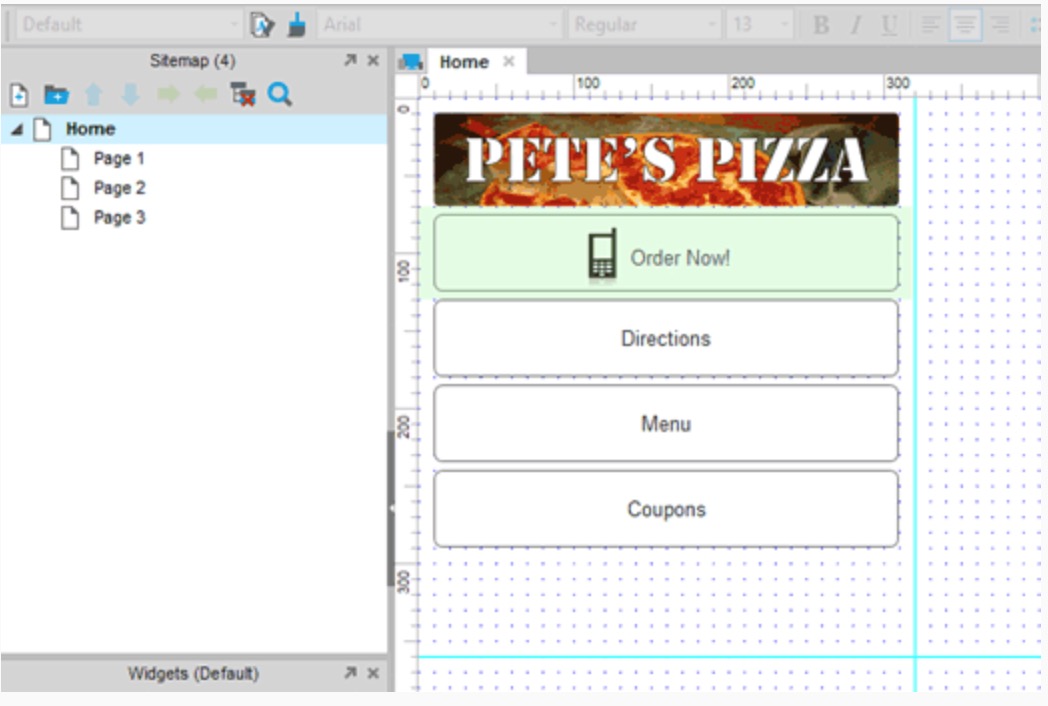 Default Arial Regular 13 B I U
Sitemap (4)
Home
0 100 200 300
Home
Page 1
Page 2
Page 3
0
PETE'S PIZZA
100
Order Now!
Directions
200
Menu
Coupons
300
Widgets (Default)